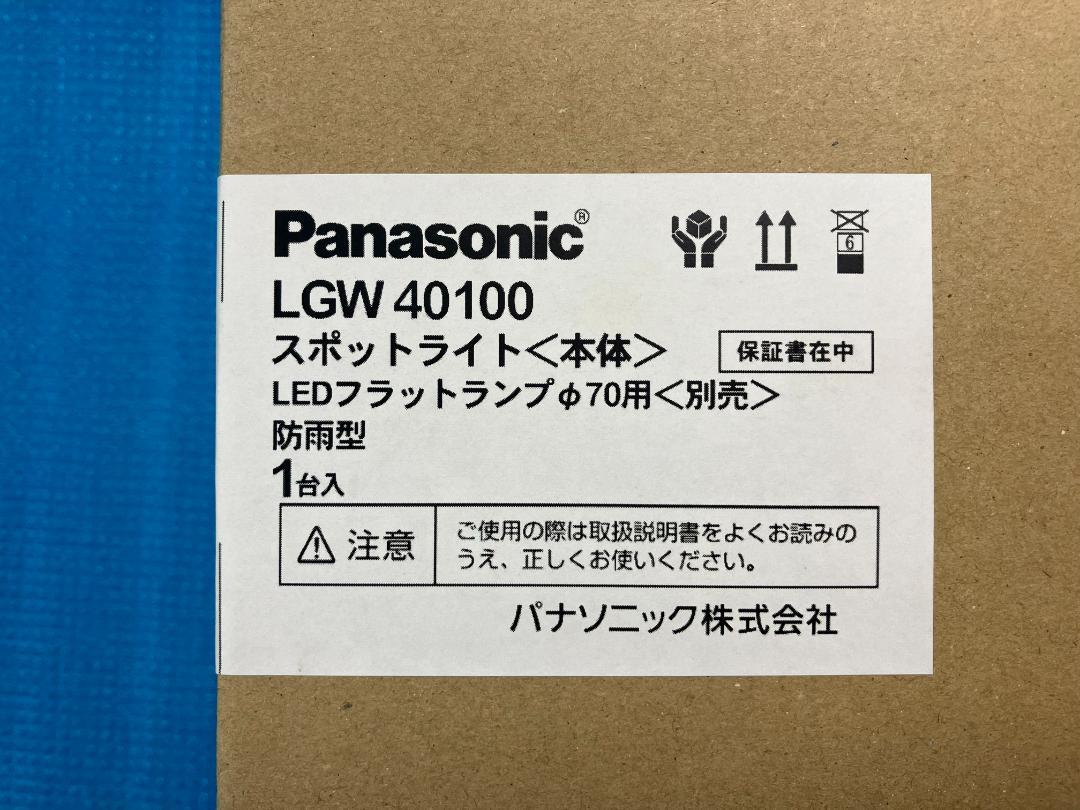 Panasonic®
6
LGW 40100
スポットライト＜本体＞
保証書在中
LEDフラットランプφ70用＜別売＞
防雨型
1台入
注意
ご使用の際は取扱説明書をよくお読みの
うえ、正しくお使いください。
パナソニック株式会社